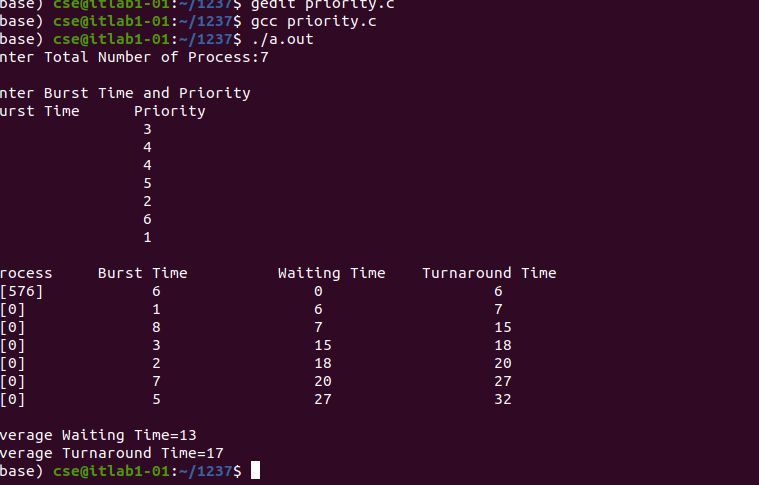 base) cse@itlab1-01:~/1237$ gedit priority.c
base) cse@itlab1-01:~/1237$ gcc priority.c
base) cse@itlab1-01:~/1237$ ./a.out
nter Total Number of Process:7
nter Burst Time and Priority
urst Time Priority
3
4
4
5
2
6
1
rocess Burst Time Waiting Time Turnaround Time
[576] 6 0 6
[0] 1 6 7
[0] 8 7 15
[0] 3 15 18
[0] 2 18 20
[0] 7 20 27
[0] 5 27 32
verage Waiting Time=13
verage Turnaround Time=17
base) cse@itlab1-01:~/1237$